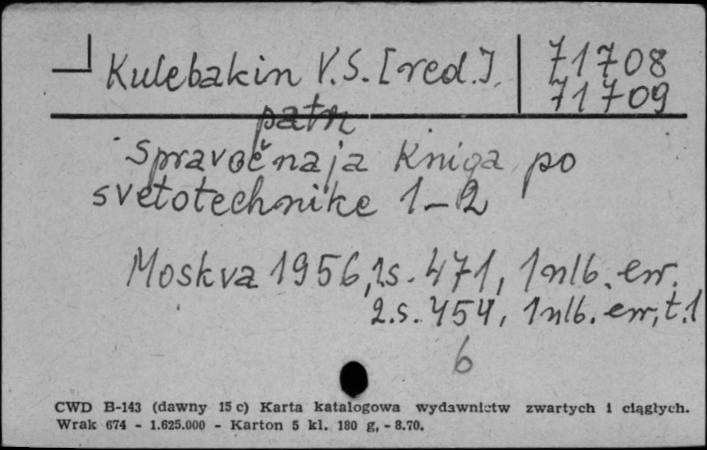 Kulebakin V.S. [red.] 71708
71709
patrz
Spravočnaja Kniga po
svetotechnike 1-2
Moskva 1956, 1s. 471, 1 nlb. err.
2.s. 454, 1 nlb. err, t.1
6
CWD B-143 (dawny 15 c) Karta katalogowa wydawnictw zwartych i ciągłych.
Wrak 674 - 1.625.000 - Karton 5 kl. 180 g, - 8.70.